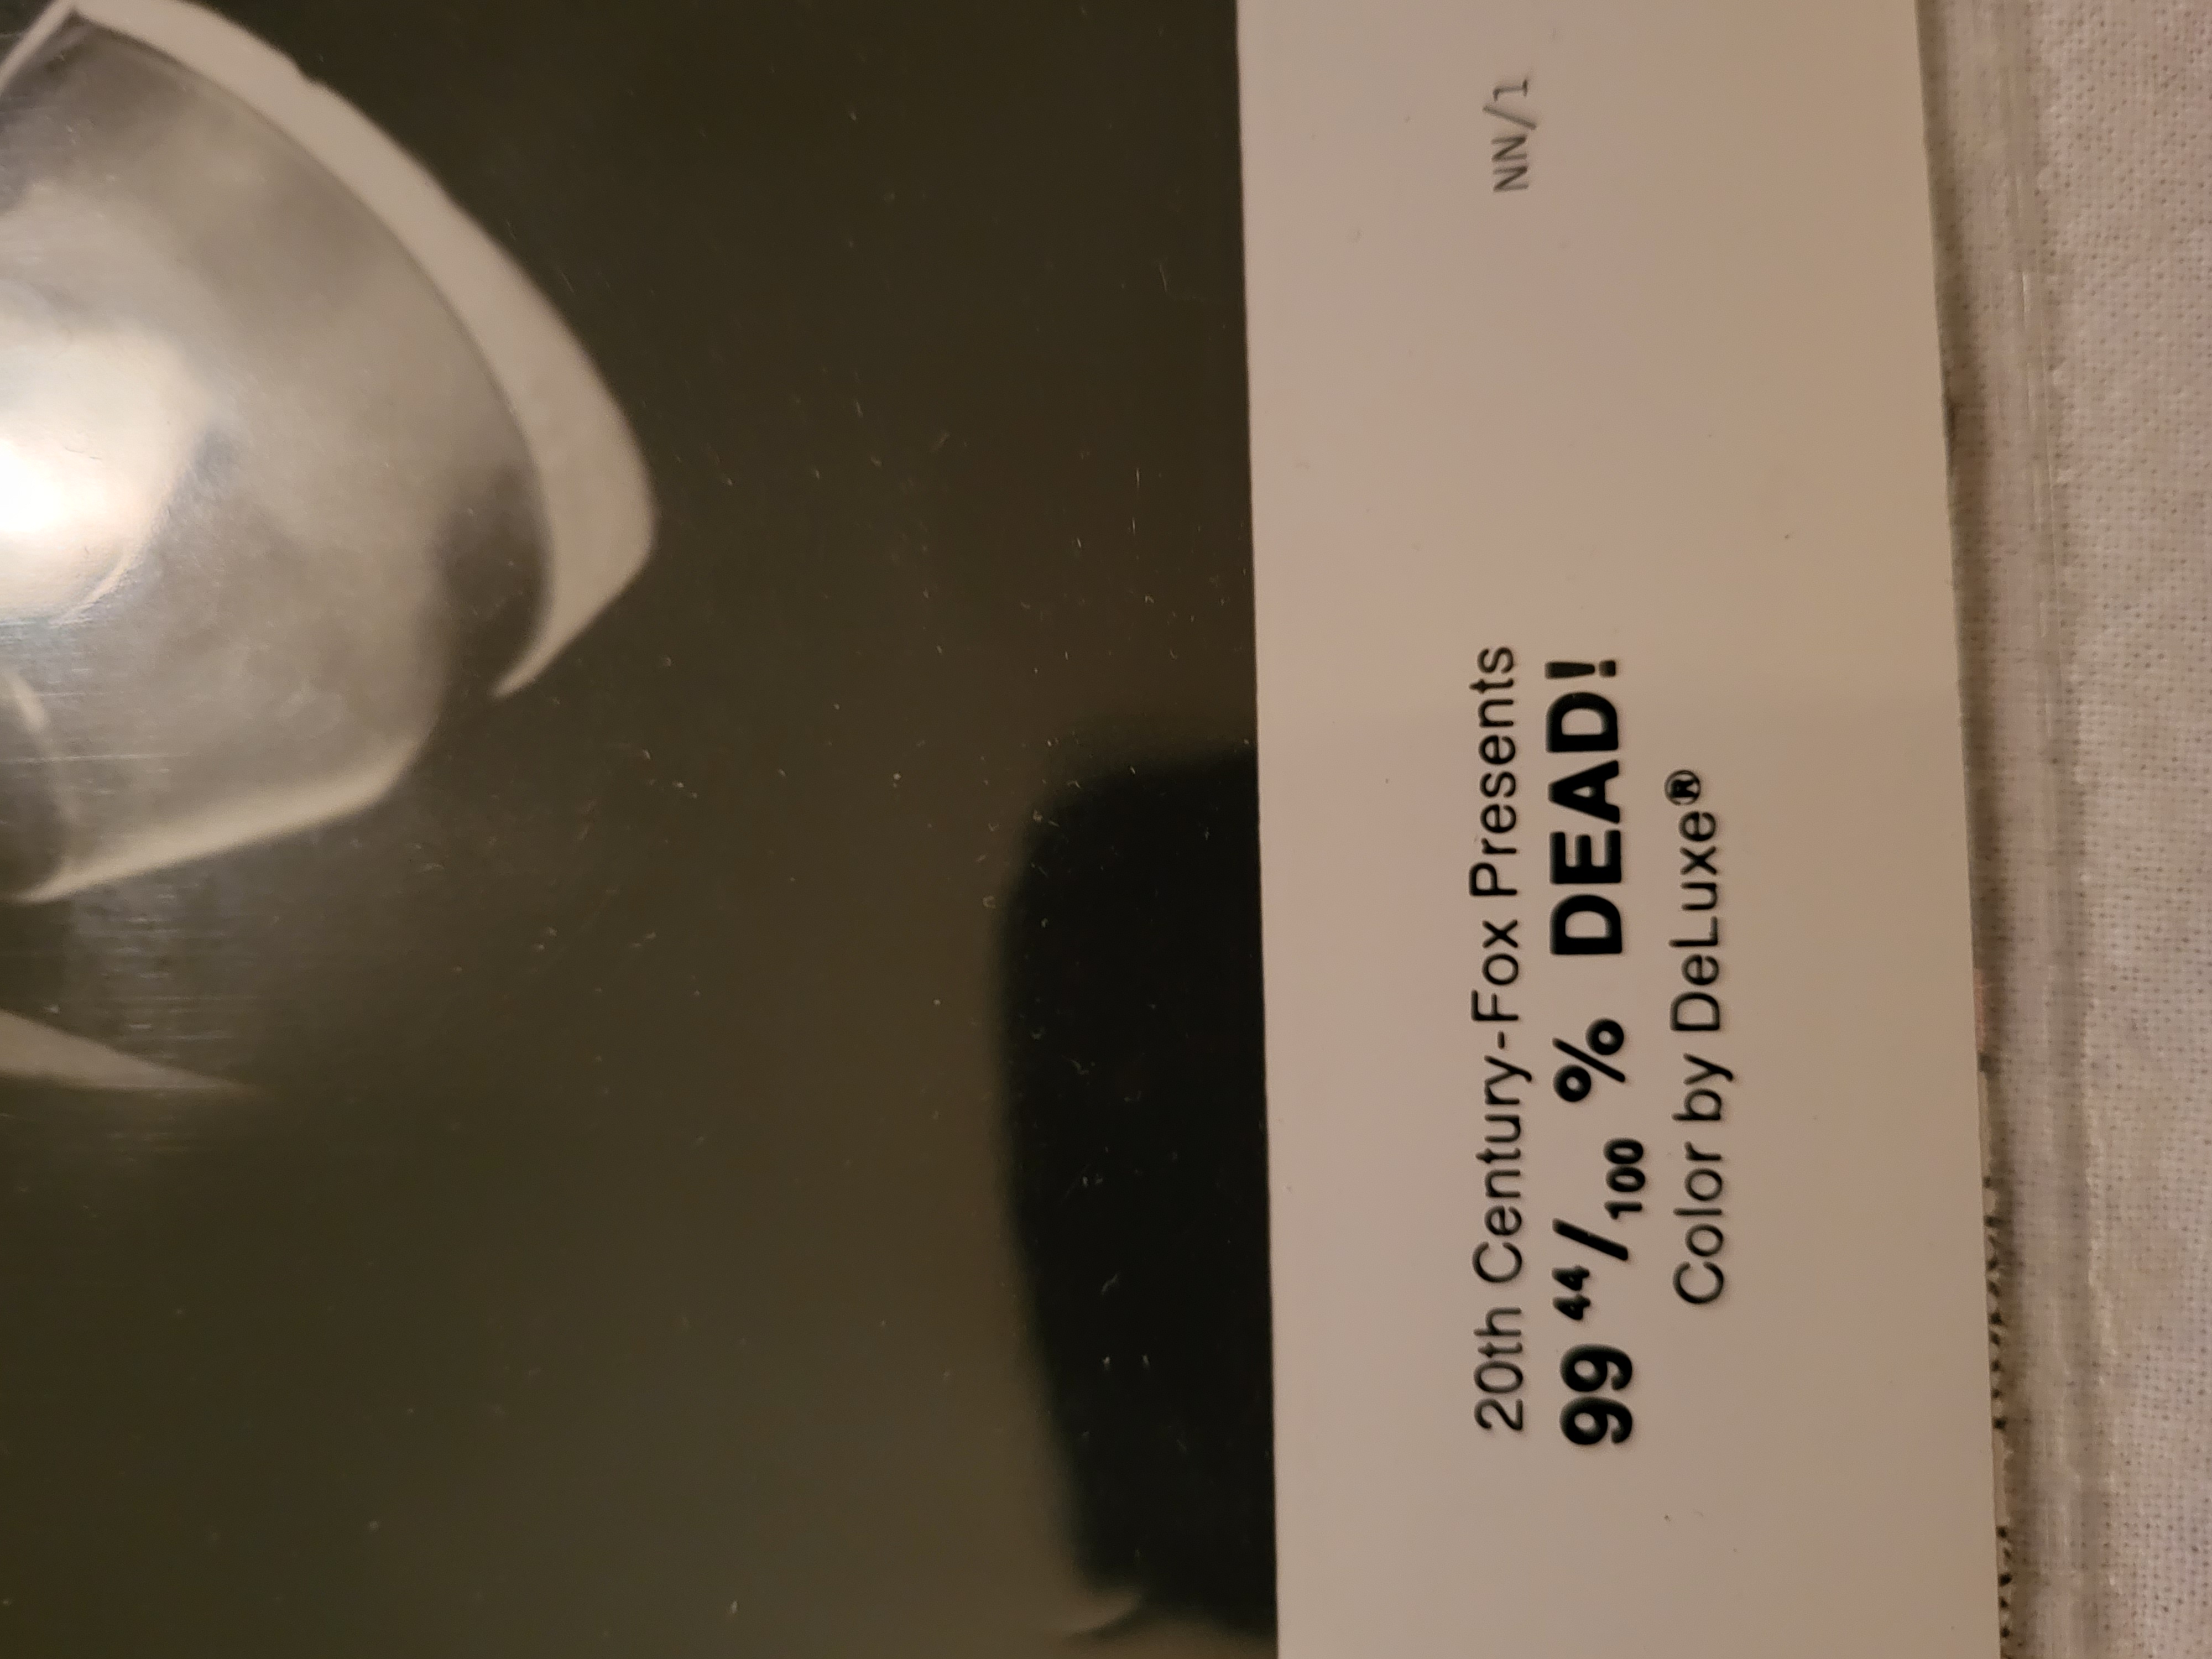 NN/1
20th Century-Fox Presents
99 44/100 % DEAD!
Color by DeLuxe®